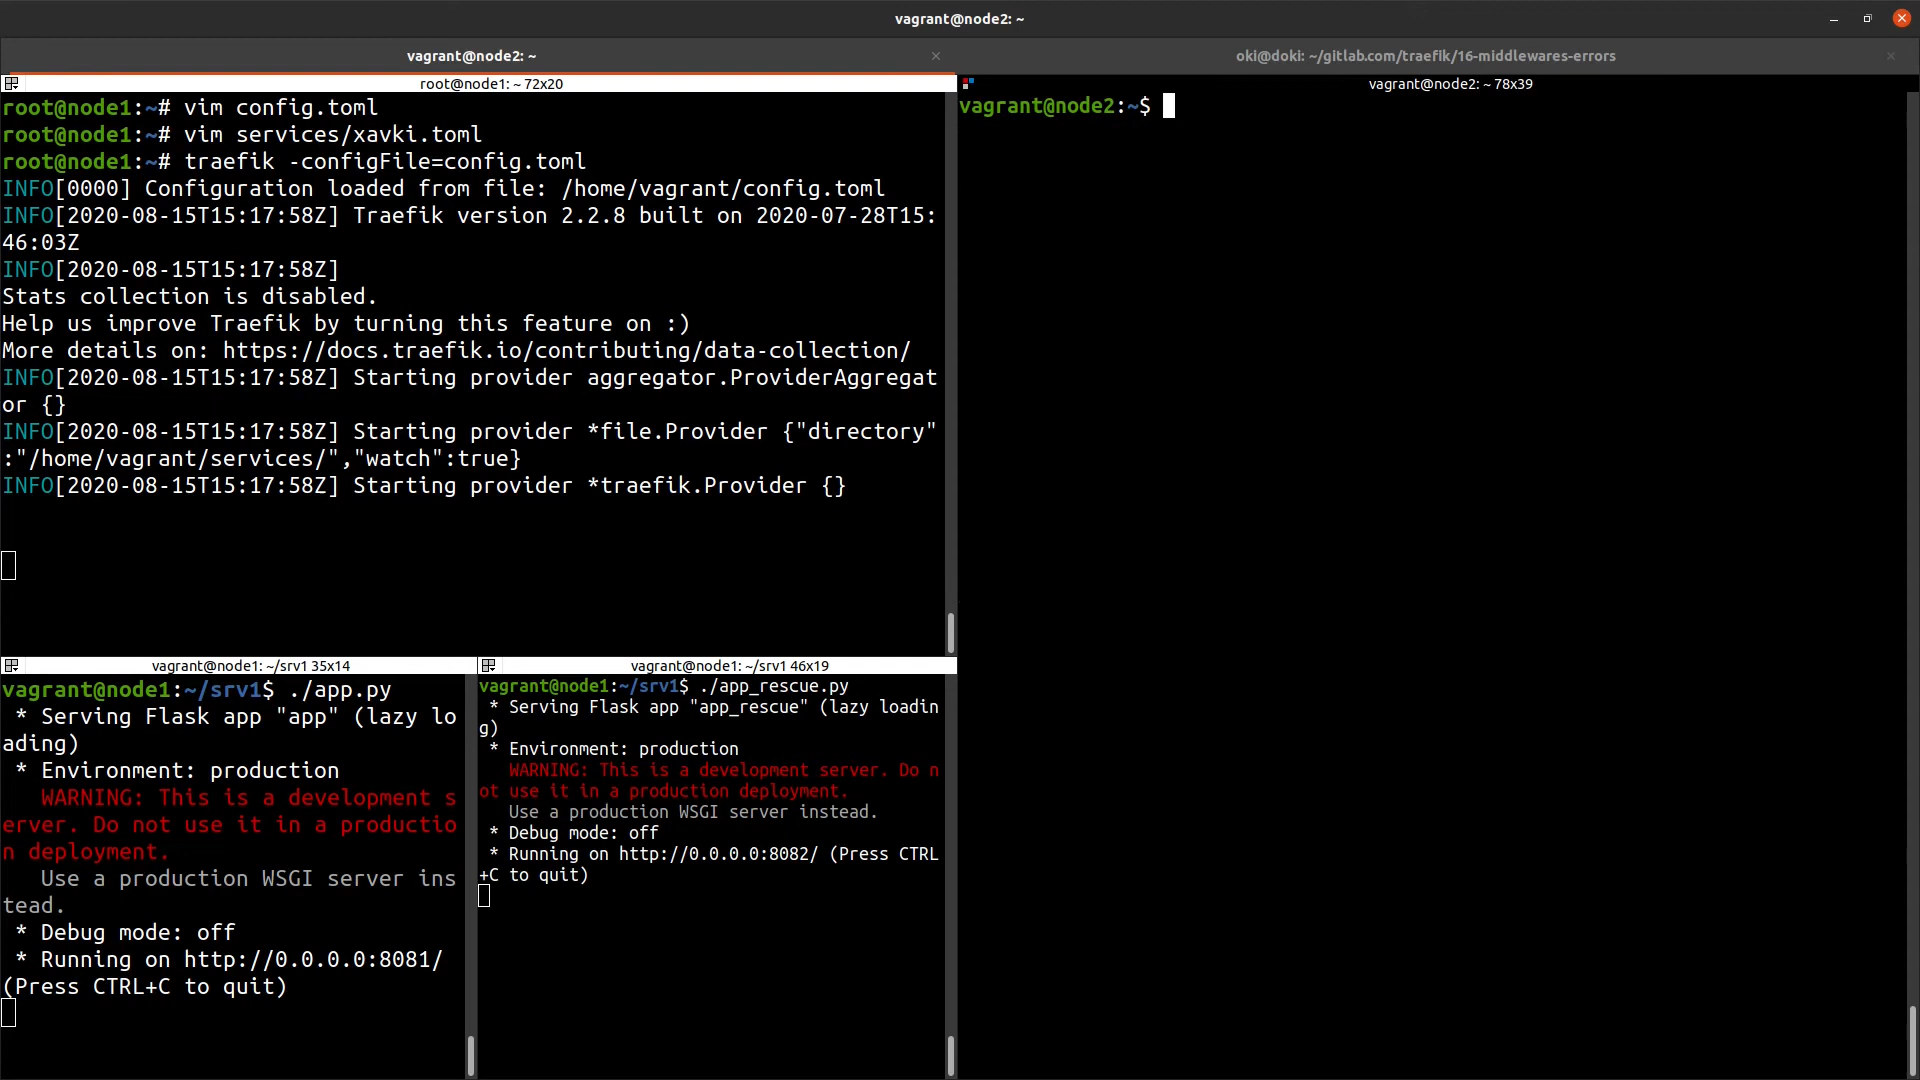 vagrant@node2: ~
vagrant@node2: ~
oki@doki: ~/gitlab.com/traefik/16-middlewares-errors
root@node1: ~ 72x20
root@node1:~# vim config.toml
root@node1:~# vim services/xavki.toml
root@node1:~# traefik -configFile=config.toml
INFO[0000] Configuration loaded from file: /home/vagrant/config.toml
INFO[2020-08-15T15:17:58Z] Traefik version 2.2.8 built on 2020-07-28T15:
46:03Z
INFO[2020-08-15T15:17:58Z]
Stats collection is disabled.
Help us improve Traefik by turning this feature on :)
More details on: https://docs.traefik.io/contributing/data-collection/
INFO[2020-08-15T15:17:58Z] Starting provider aggregator.ProviderAggregat
or {}
INFO[2020-08-15T15:17:58Z] Starting provider *file.Provider {"directory"
:"/home/vagrant/services/","watch":true}
INFO[2020-08-15T15:17:58Z] Starting provider *traefik.Provider {}
vagrant@node1: ~/srv1 35x14
vagrant@node1:~/srv1$ ./app.py
 * Serving Flask app "app" (lazy lo
ading)
 * Environment: production
   WARNING: This is a development s
erver. Do not use it in a productio
n deployment.
   Use a production WSGI server ins
tead.
 * Debug mode: off
 * Running on http://0.0.0.0:8081/
(Press CTRL+C to quit)
vagrant@node1: ~/srv1 46x19
vagrant@node1:~/srv1$ ./app_rescue.py
 * Serving Flask app "app_rescue" (lazy loadin
g)
 * Environment: production
   WARNING: This is a development server. Do n
ot use it in a production deployment.
   Use a production WSGI server instead.
 * Debug mode: off
 * Running on http://0.0.0.0:8082/ (Press CTRL
+C to quit)
vagrant@node2: ~ 78x39
vagrant@node2:~$